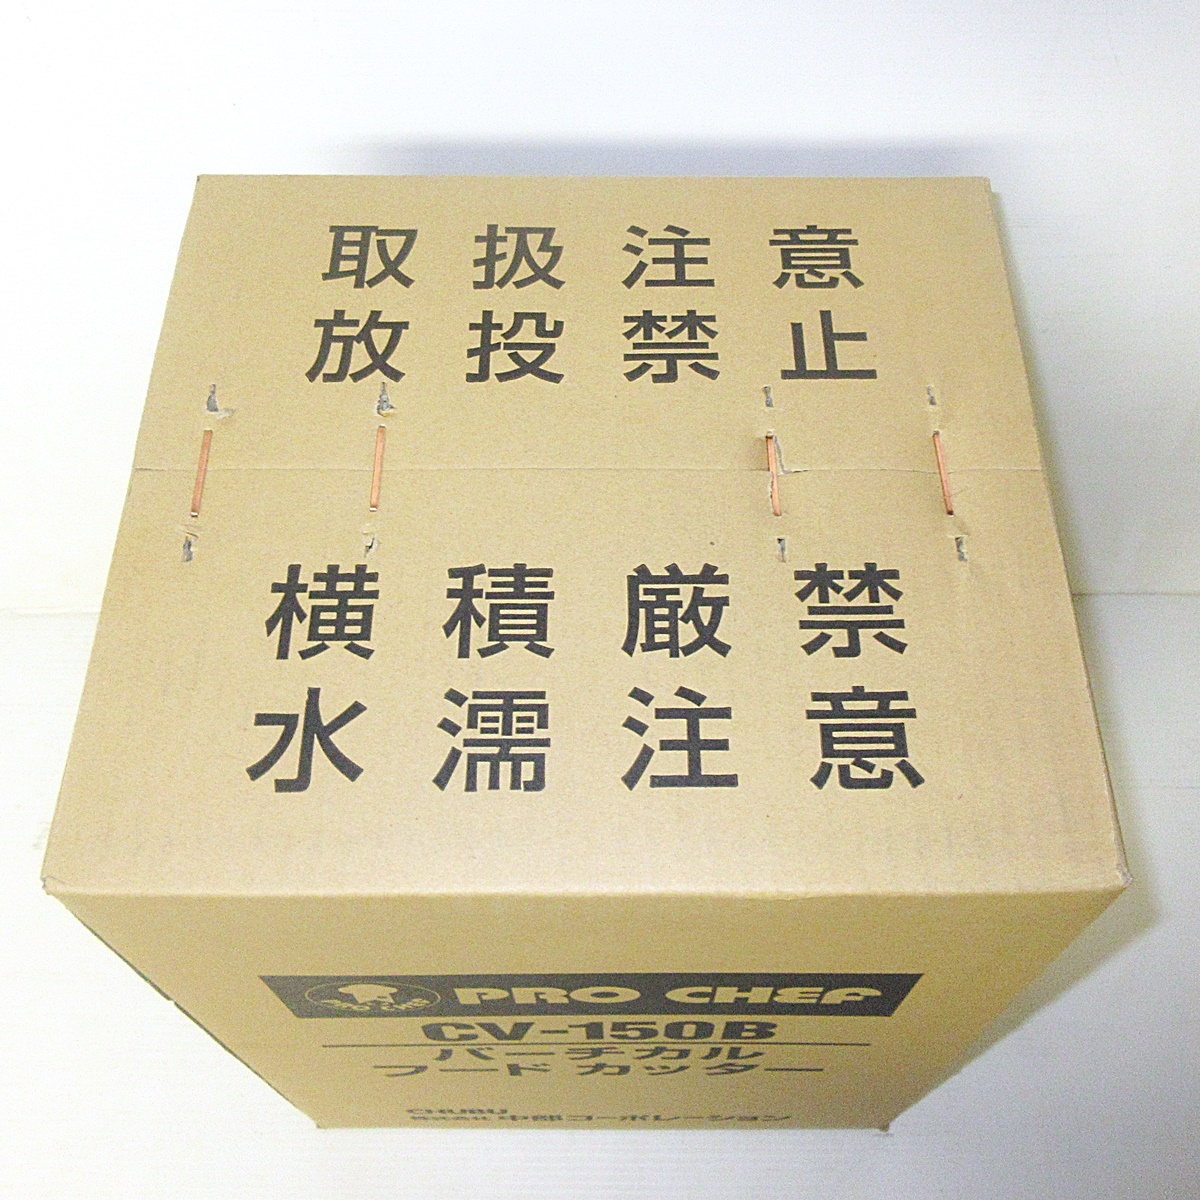 取扱注意
放投禁止
横積厳禁
水濡注意
PRO CHEF
CV-150B
バーチカル
フードカッター
CHUBU
株式会社 中部コーポレーション